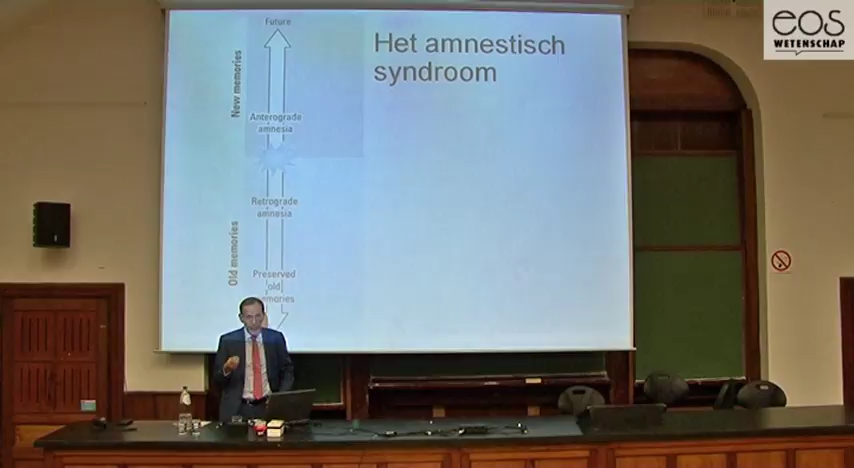 eos
WETENSCHAP
Future
Het amnestisch
syndroom
New memories
Anterograde
amnesia
Retrograde
amnesia
Old memories
Preserved
old
memories